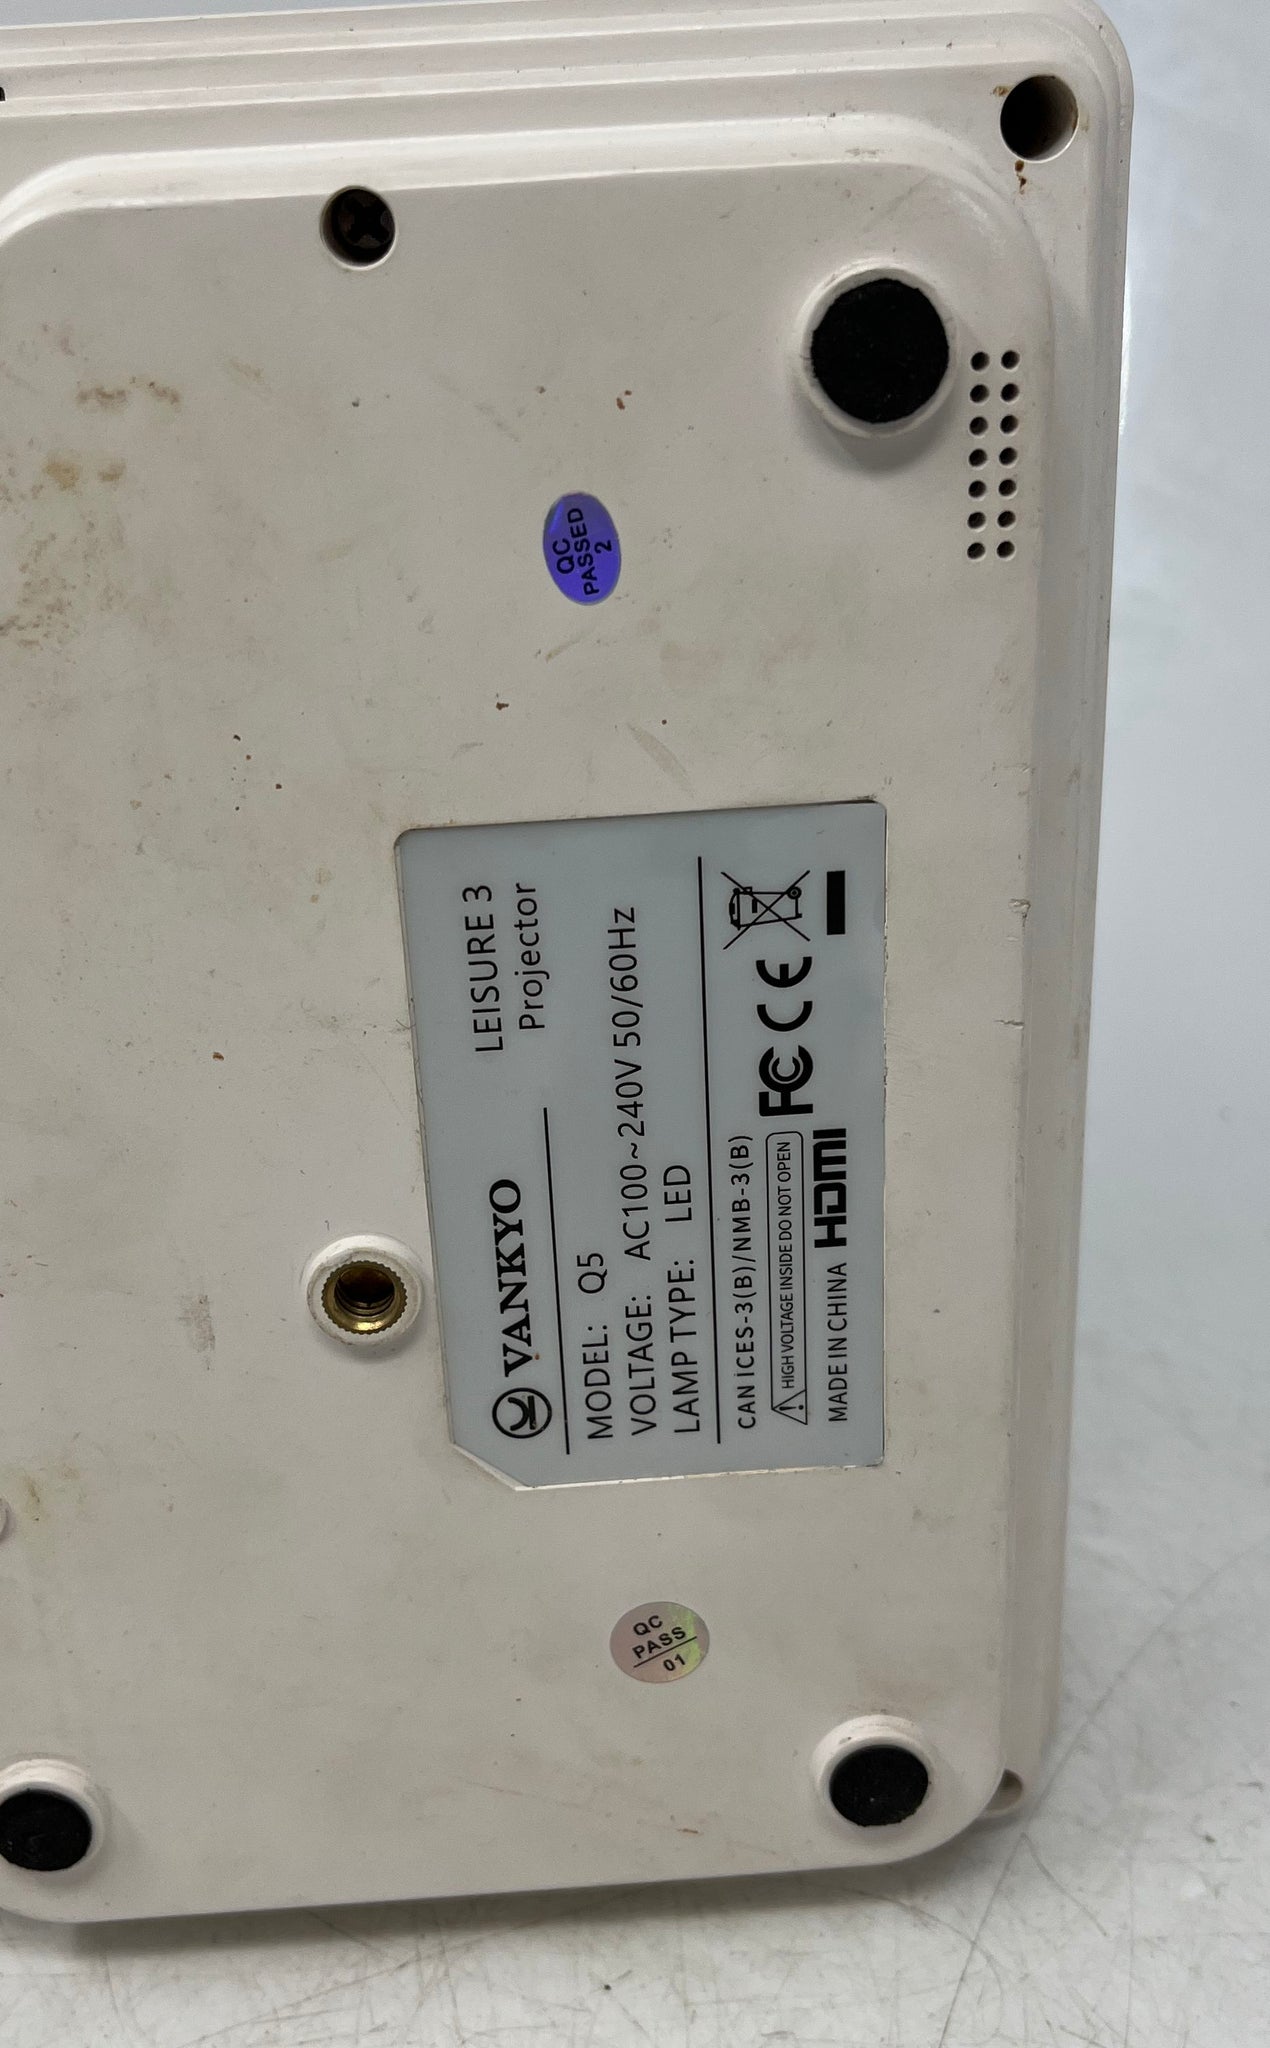 QC
PASSED
2
VANKYO
LEISURE 3
Projector
MODEL: Q5
VOLTAGE: AC100~240V 50/60Hz
LAMP TYPE: LED
CAN ICES-3(B)/NMB-3(B)
HIGH VOLTAGE INSIDE DO NOT OPEN
FC CE
MADE IN CHINA HDMI
QC
PASS
01